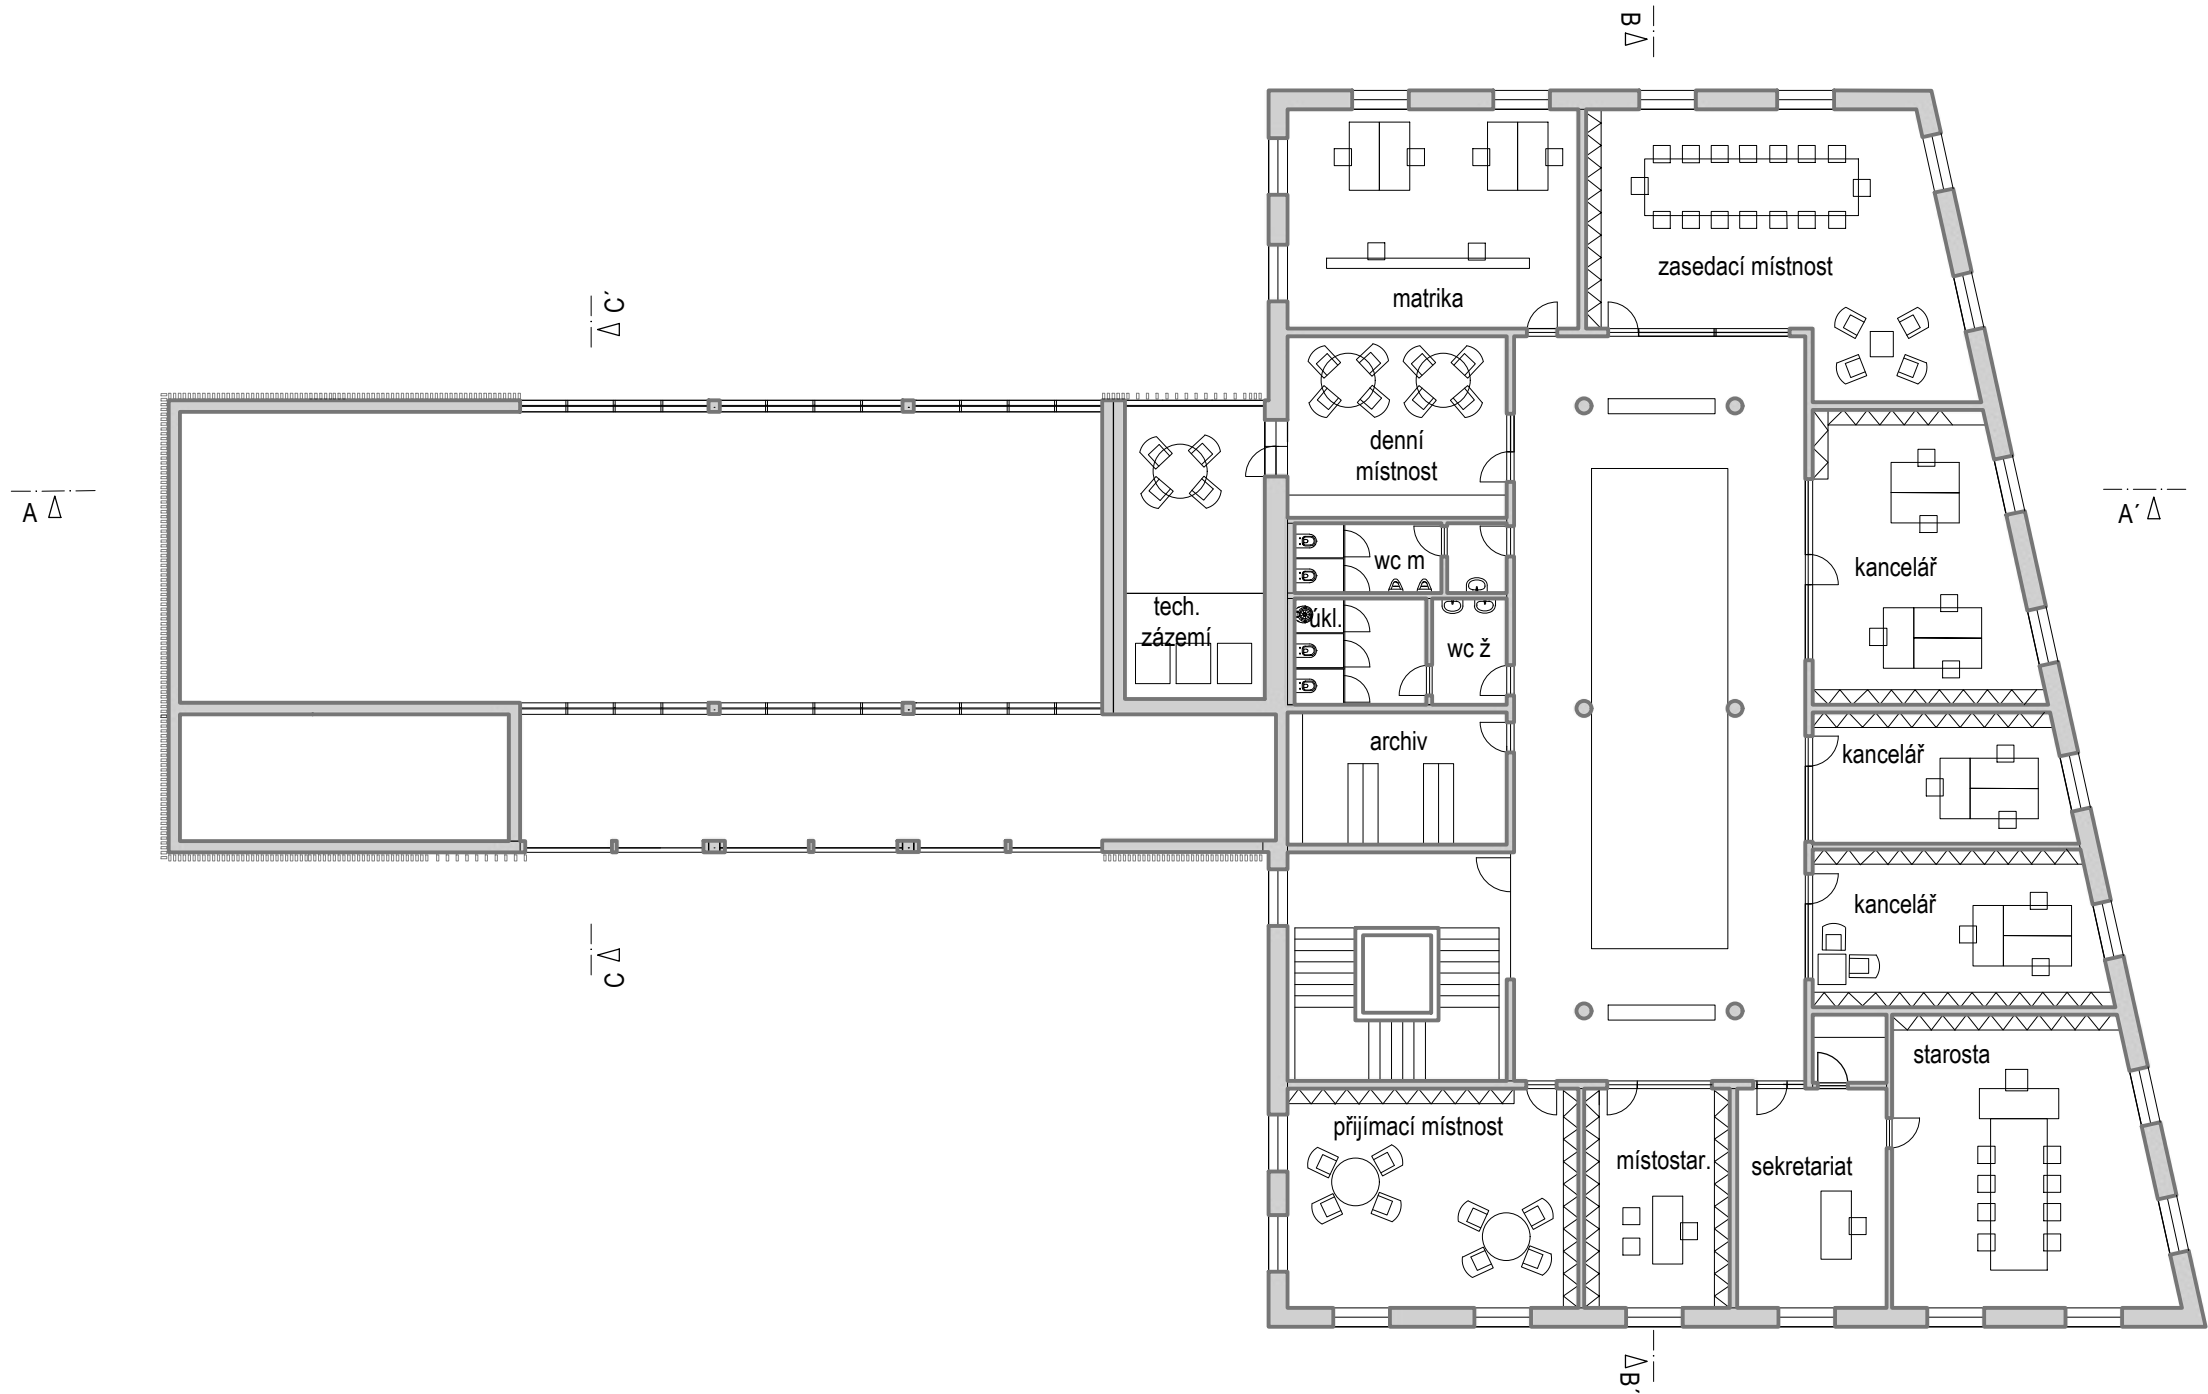 B
zasedací místnost
matrika
C´
denní
místnost
A
A´
wc m
kancelář
tech.
zázemí
úkl.
wc ž
archiv
kancelář
kancelář
C
starosta
přijímací místnost
místostar.
sekretariat
B´